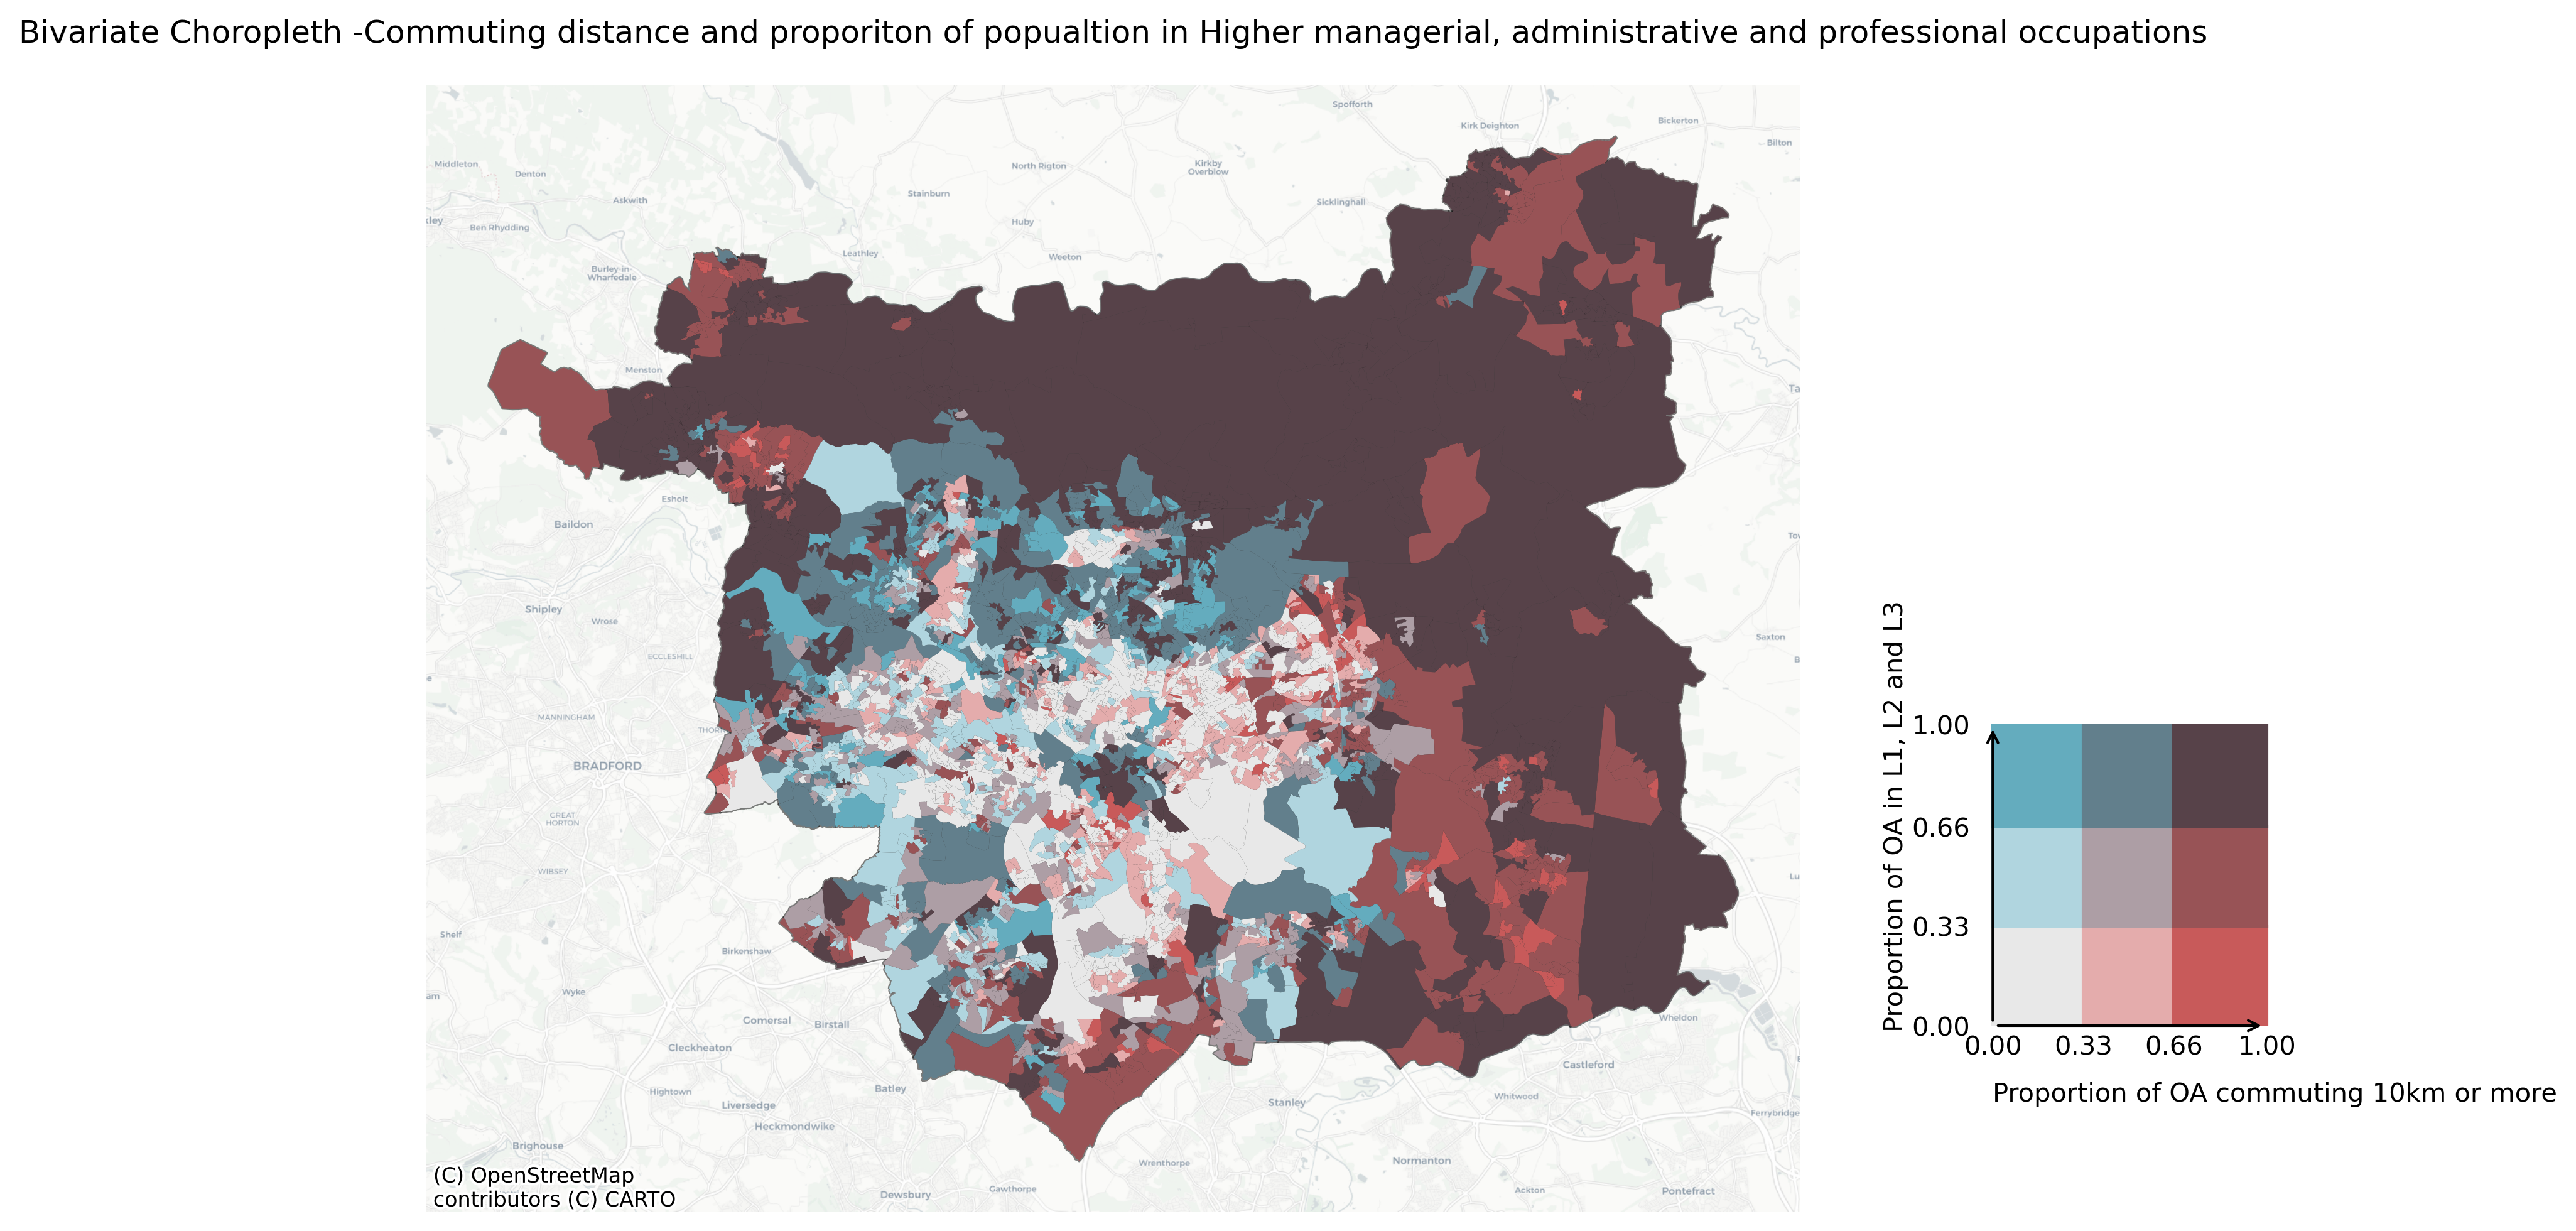 Bivariate Choropleth -Commuting distance and proporiton of popualtion in Higher managerial, administrative and professional occupations
Spofforth
Kirk Deighton
Bickerton
Bilton
Middleton
Denton
North Rigton
Kirkby
Overblow
Stainburn
Askwith
Sicklinghall
kley
Ben Rhydding
Huby
Leathley
Weeton
Burley-in-
Wharfedale
Menston
Ta
Esholt
Baildon
Tov
Shipley
Wrose
Saxton
ECCLESHILL
MANNINGHAM
THORN
BRADFORD
GREAT
HORTON
WIBSEY
Lu
Shelf
Birkenshaw
am
Wyke
Gomersal
Birstall
Wheldon
Cleckheaton
Castleford
Hightown
Batley
Liversedge
Stanley
Whitwood
Ferrybridge
Heckmondwike
Brighouse
Wrenthorpe
Normanton
Dewsbury
Gawthorpe
Ackton
Pontefract
(C) OpenStreetMap
contributors (C) CARTO
Proportion of OA in L1, L2 and L3
1.00
0.66
0.33
0.00
0.00 0.33 0.66 1.00
Proportion of OA commuting 10km or more